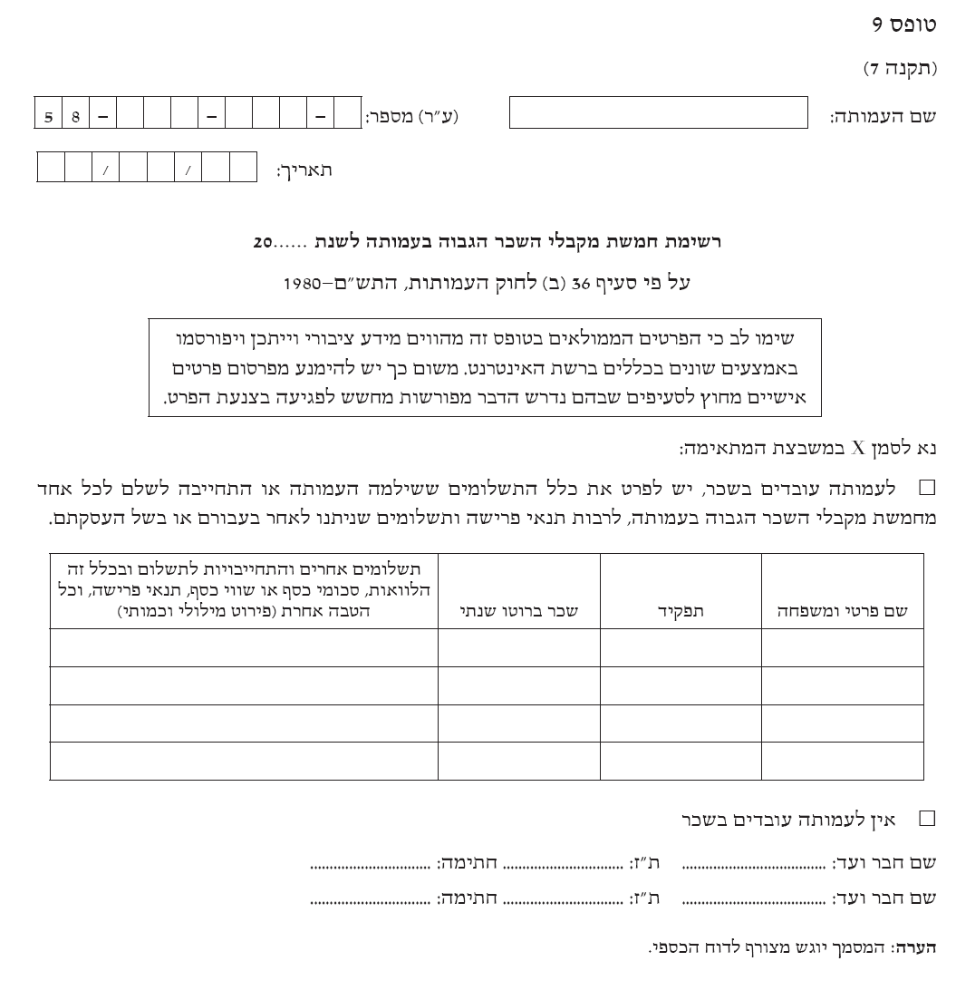 טופס 9
(תקנה 7)
שם העמותה: (ע״ר) מספר: 58- - -
תאריך: / /
רשימת חמשת מקבלי השכר הגבוה בעמותה לשנת ......20
על פי סעיף 36 (ב) לחוק העמותות, התש״ם–1980
שימו לב כי הפרטים הממולאים בטופס זה מהווים מידע ציבורי וייתכן ויפורסמו
באמצעים שונים בכללים ברשת האינטרנט. משום כך יש להימנע מפרסום פרטים
אישיים מחוץ לסעיפים שבהם נדרש הדבר מפורשות מחשש לפגיעה בצנעת הפרט.
נא לסמן X במשבצת המתאימה:
☐ לעמותה עובדים בשכר, יש לפרט את כלל התשלומים ששילמה העמותה או התחייבה לשלם לכל אחד
מחמשת מקבלי השכר הגבוה בעמותה, לרבות תנאי פרישה ותשלומים שניתנו לאחר בעבורם או בשל העסקתם.
שם פרטי ומשפחה
תפקיד
שכר ברוטו שנתי
תשלומים אחרים והתחייבויות לתשלום ובכלל זה
הלוואות, סכומי כסף או שווי כסף, תנאי פרישה, וכל
הטבה אחרת (פירוט מילולי וכמותי)
☐ אין לעמותה עובדים בשכר
שם חבר ועד: ..................................... ת״ז: ............................... חתימה: ...............................
שם חבר ועד: ..................................... ת״ז: ............................... חתימה: ...............................
הערה: המסמך יוגש מצורף לדוח הכספי.